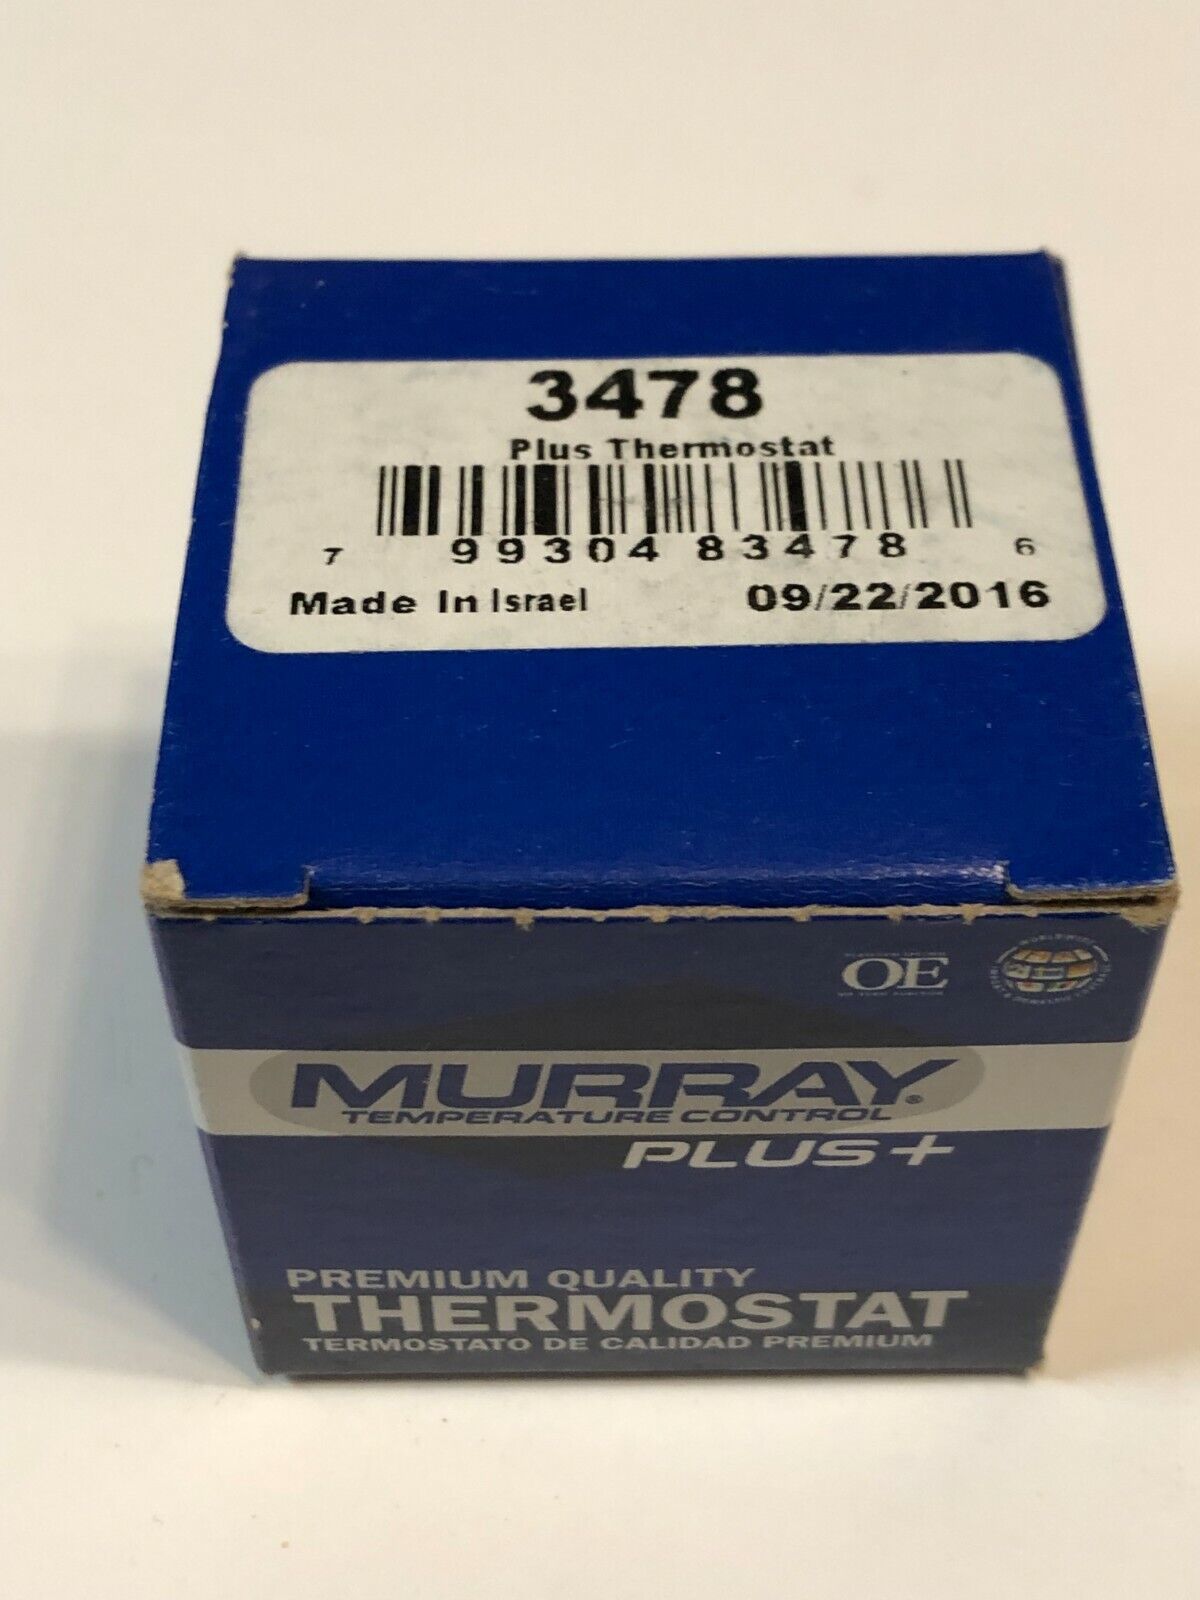 3478
Plus Thermostat
7 99304 83478 6
Made In Israel 09/22/2016
OE
WORLDWIDE
MURRAY®
TEMPERATURE CONTROL
PLUS+
PREMIUM QUALITY
THERMOSTAT
TERMOSTATO DE CALIDAD PREMIUM